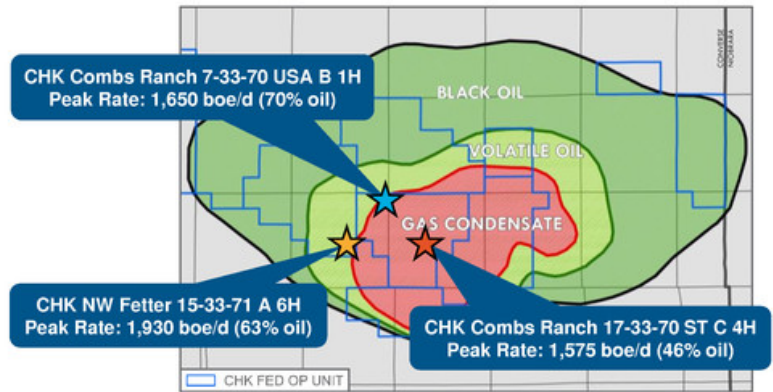 CHK Combs Ranch 7-33-70 USA B 1H
Peak Rate: 1,650 boe/d (70% oil)
CONVERSE
NIOBRARA
BLACK OIL
VOLATILE OIL
GAS CONDENSATE
CHK NW Fetter 15-33-71 A 6H
Peak Rate: 1,930 boe/d (63% oil)
CHK Combs Ranch 17-33-70 ST C 4H
Peak Rate: 1,575 boe/d (46% oil)
CHK FED OP UNIT